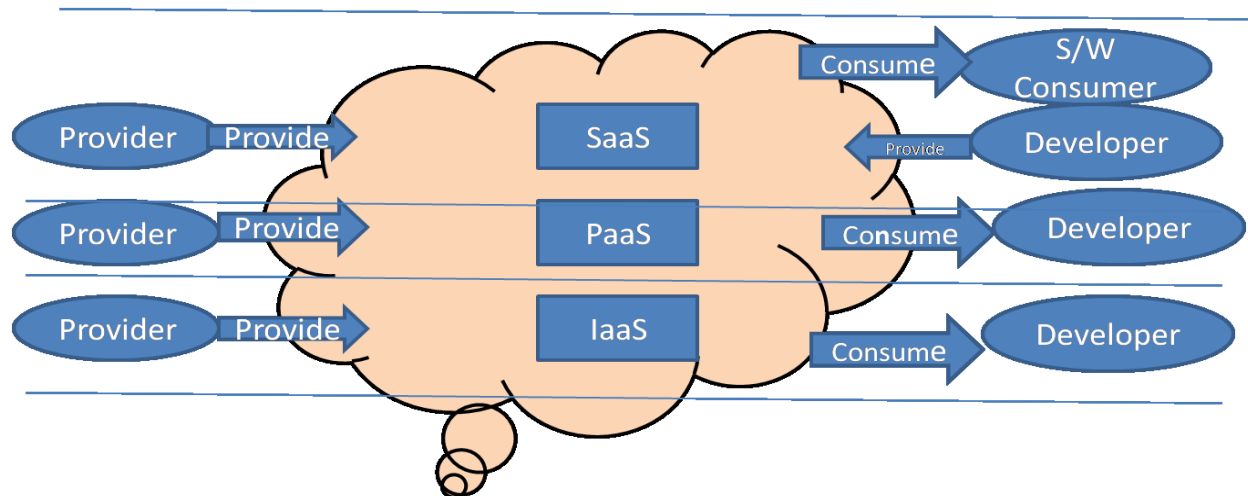 Consume
S/W
Consumer
Provider
Provide
SaaS
Provide
Developer
Provider
Provide
PaaS
Consume
Developer
Provider
Provide
IaaS
Consume
Developer